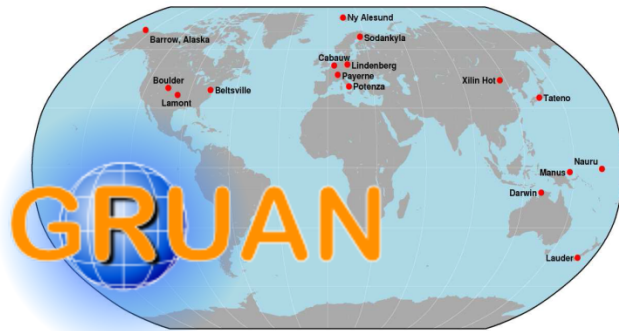 Ny Alesund
Barrow, Alaska
Sodankyla
Cabauw
Lindenberg
Boulder
Payerne
Xilin Hot
Beltsville
Potenza
Lamont
Tateno
Nauru
Manus
Darwin
GRUAN
Lauder